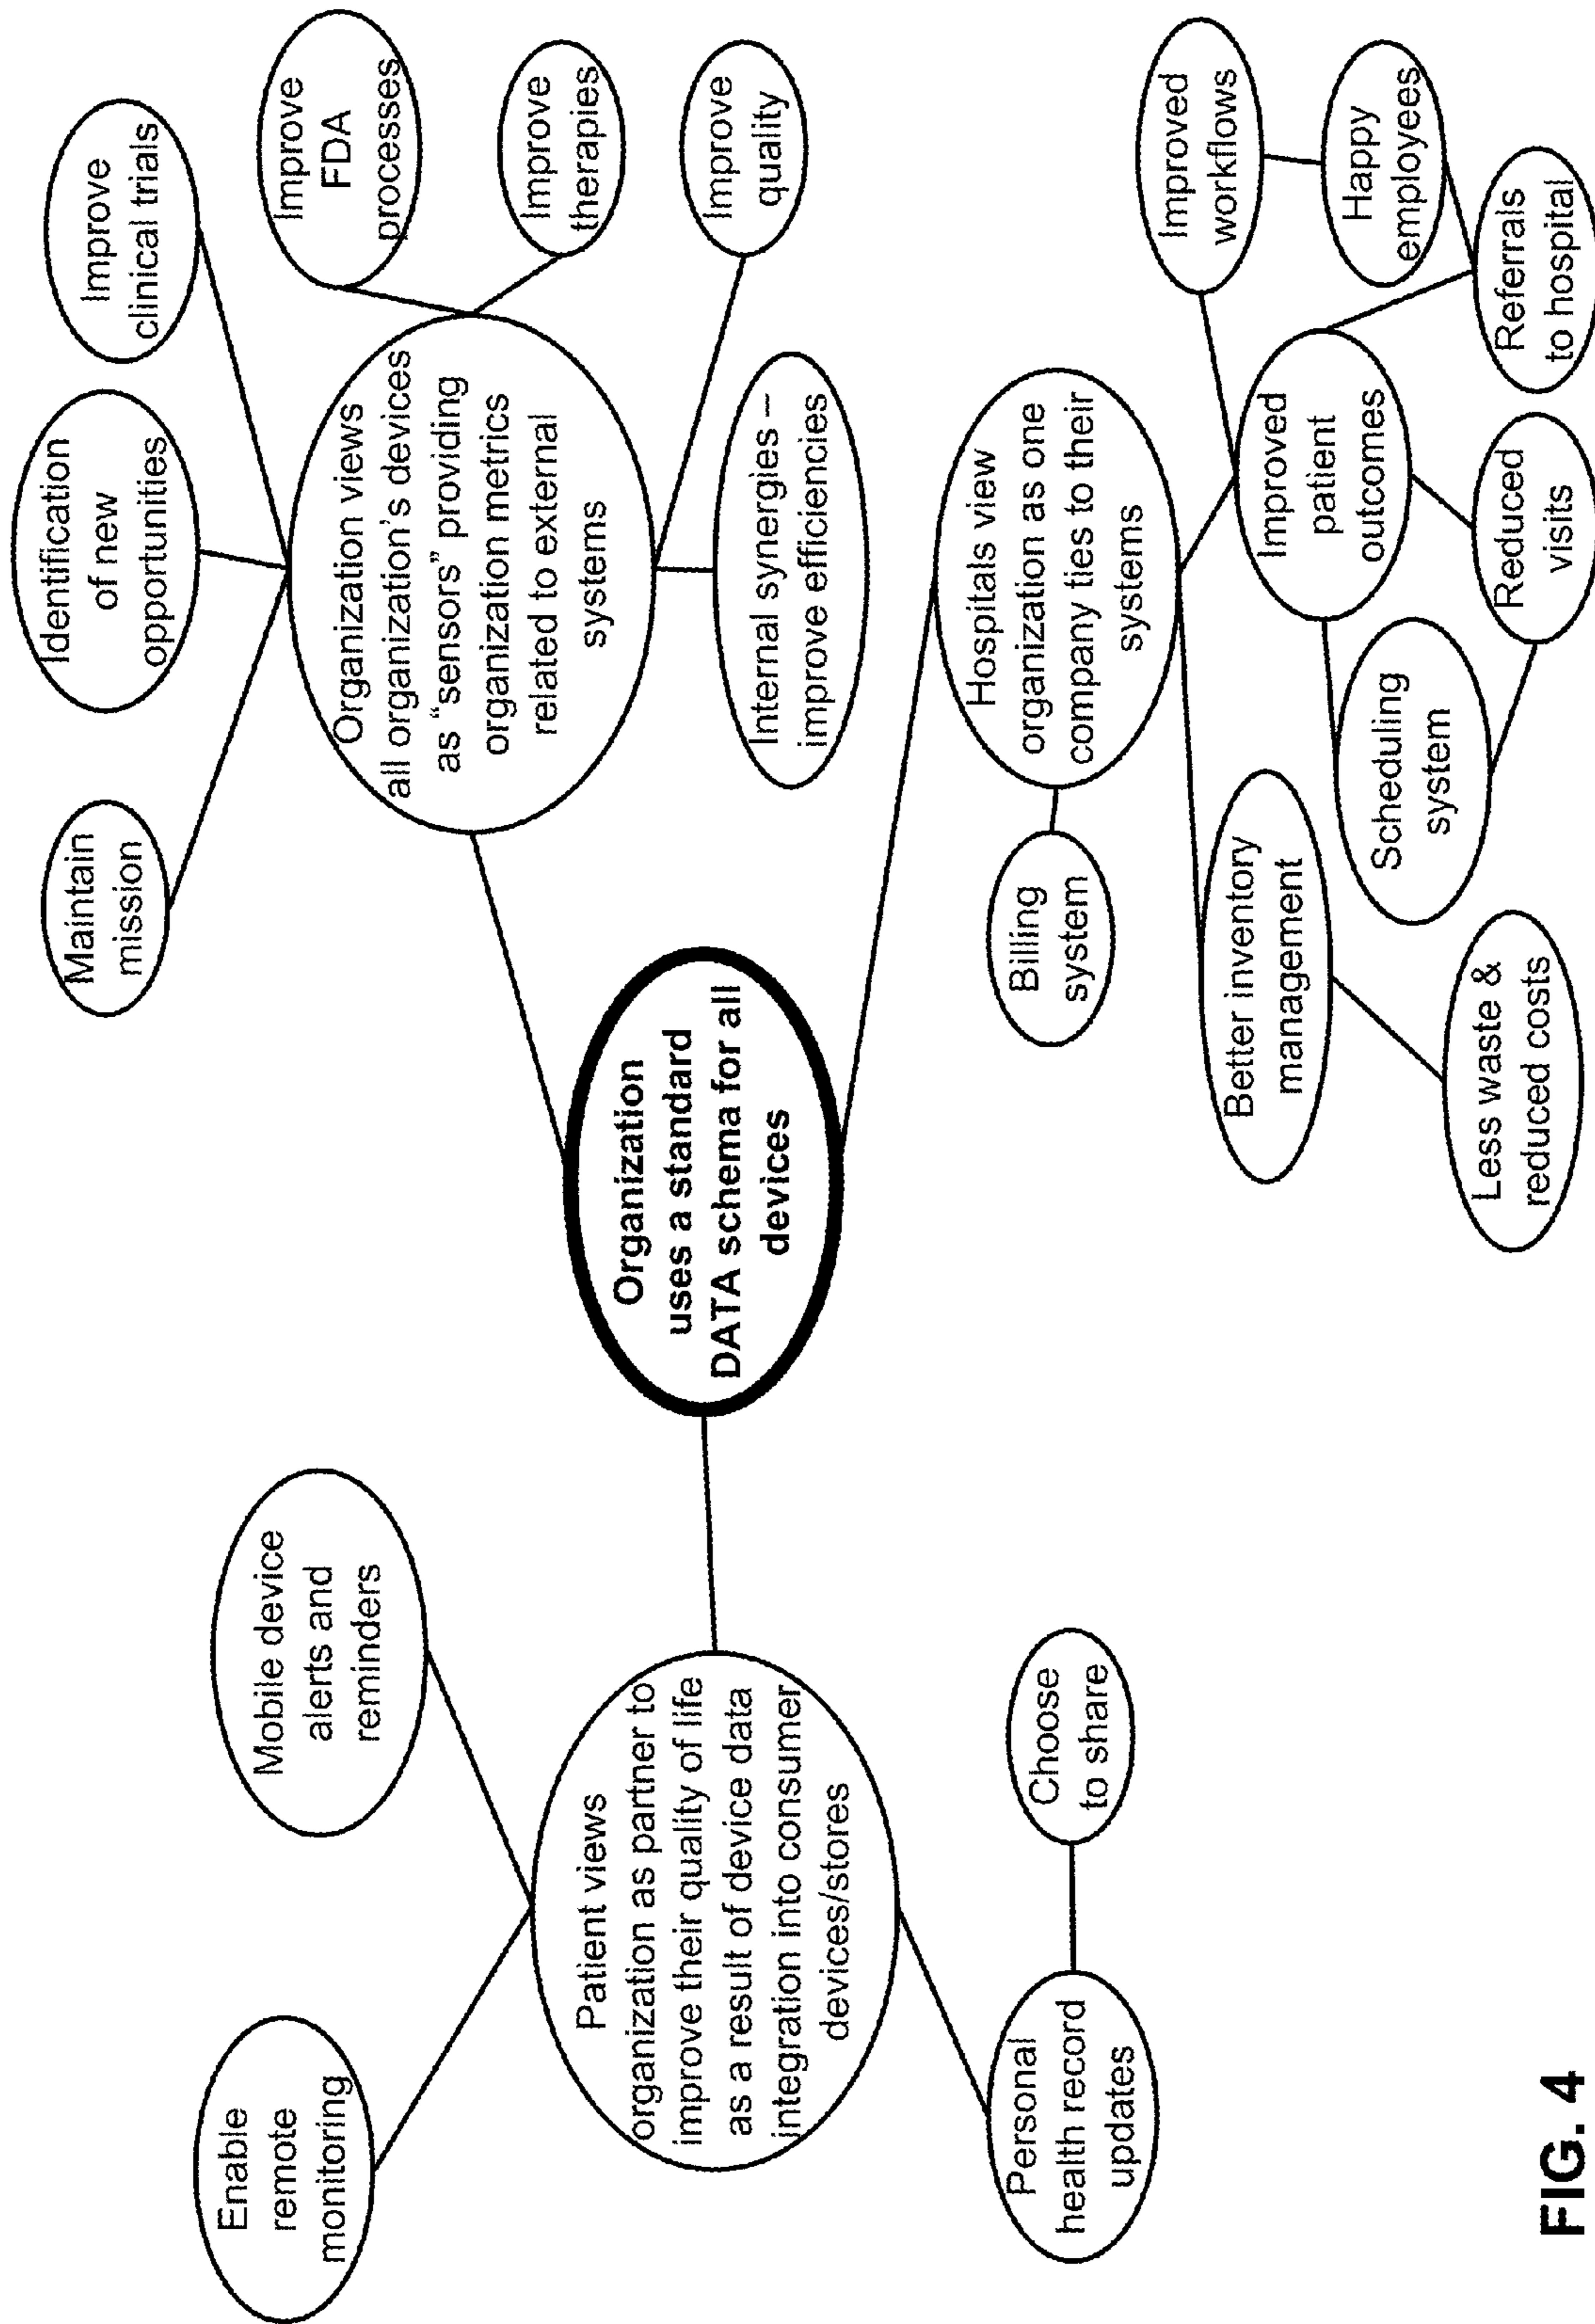 Enable
remote
monitoring
Mobile device
alerts and
reminders
Patient views
organization as partner to
improve their quality of life
as a result of device data
integration into consumer
devices/stores
Personal
health record
updates
Choose
to share
Organization
uses a standard
DATA schema for all
devices
Maintain
mission
Identification
of new
opportunities
Improve
clinical trials
Improve
FDA
processes
Improve
therapies
Improve
quality
Organization views
all organization's devices
as “sensors” providing
organization metrics
related to external
systems
Internal synergies –
improve efficiencies
Hospitals view
organization as one
company ties to their
systems
Billing
system
Better inventory
management
Less waste &
reduced costs
Improved
patient
outcomes
Scheduling
system
Reduced
visits
Improved
workflows
Happy
employees
Referrals
to hospital
FIG. 4